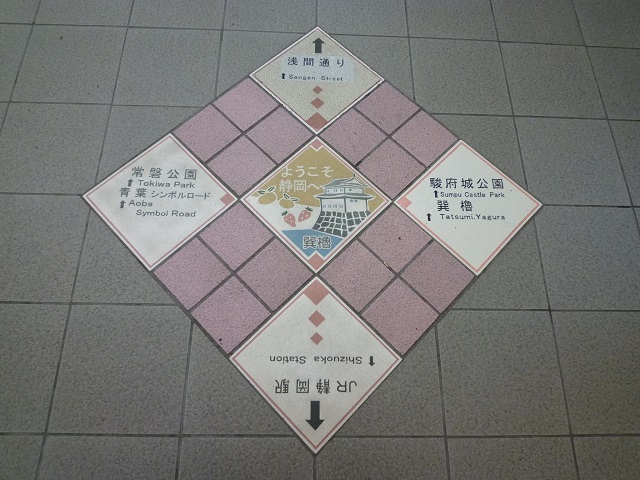 浅間通り
Sengen Street
常磐公園
Tokiwa Park
青葉シンボルロード
Aoba
Symbol Road
ようこそ
静岡へ
巽櫓
駿府城公園
Sumpu Castle Park
巽櫓
Tatsumi.Yagura
JR静岡駅
Shizuoka Station